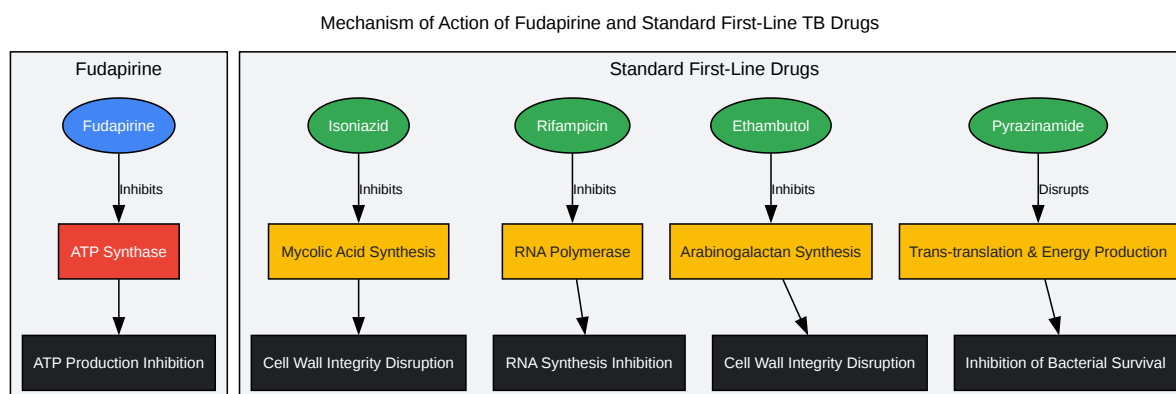 Mechanism of Action of Fudapirine and Standard First-Line TB Drugs
Fudapirine
Standard First-Line Drugs
Fudapirine
Isoniazid
Rifampicin
Ethambutol
Pyrazinamide
Inhibits
Inhibits
Inhibits
Inhibits
Disrupts
ATP Synthase
Mycolic Acid Synthesis
RNA Polymerase
Arabinogalactan Synthesis
Trans-translation & Energy Production
ATP Production Inhibition
Cell Wall Integrity Disruption
RNA Synthesis Inhibition
Cell Wall Integrity Disruption
Inhibition of Bacterial Survival